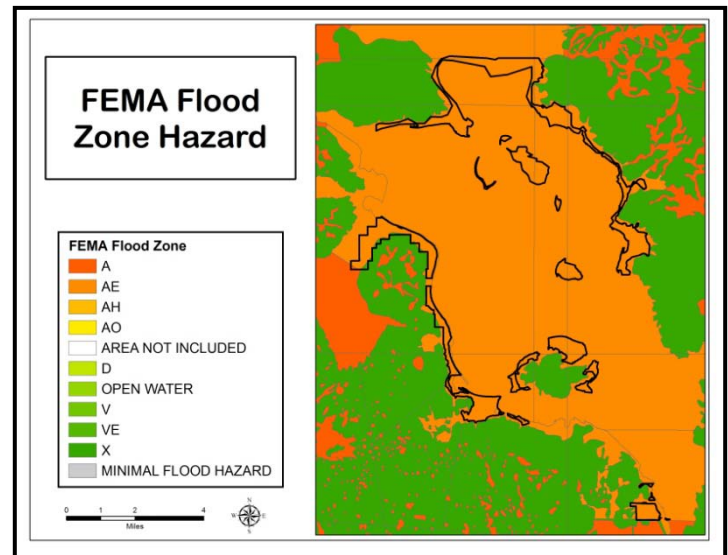 FEMA Flood
Zone Hazard
FEMA Flood Zone
A
AE
AH
AO
AREA NOT INCLUDED
D
OPEN WATER
V
VE
X
MINIMAL FLOOD HAZARD
0 1 2 4
Miles
N
W E
S